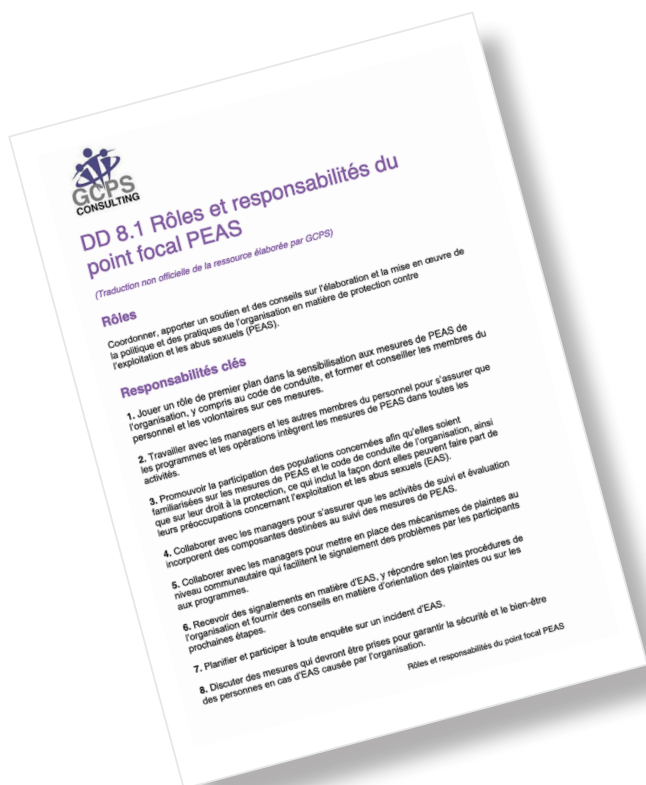 GCPS
CONSULTING
DD 8.1 Rôles et responsabilités du
point focal PEAS
(Traduction non officielle de la ressource élaborée par GCPS)
Rôles
Coordonner, apporter un soutien et des conseils sur l'élaboration et la mise en œuvre de
la politique et des pratiques de l'organisation en matière de protection contre
l'exploitation et les abus sexuels (PEAS).
Responsabilités clés
1. Jouer un rôle de premier plan dans la sensibilisation aux mesures de PEAS de
l'organisation, y compris au code de conduite, et former et conseiller les membres du
personnel et les volontaires sur ces mesures.
2. Travailler avec les managers et les autres membres du personnel pour s'assurer que
les programmes et les opérations intègrent les mesures de PEAS dans toutes les
activités.
3. Promouvoir la participation des populations concernées afin qu'elles soient
familiarisées sur les mesures de PEAS et le code de conduite de l'organisation, ainsi
que sur leur droit à la protection, ce qui inclut la façon dont elles peuvent faire part de
leurs préoccupations concernant l'exploitation et les abus sexuels (EAS).
4. Collaborer avec les managers pour s'assurer que les activités de suivi et évaluation
incorporent des composantes destinées au suivi des mesures de PEAS.
5. Collaborer avec les managers pour mettre en place des mécanismes de plaintes au
niveau communautaire qui facilitent le signalement des problèmes par les participants
aux programmes.
6. Recevoir des signalements en matière d'EAS, y répondre selon les procédures de
l'organisation et fournir des conseils en matière d'orientation des plaintes ou sur les
prochaines étapes.
7. Planifier et participer à toute enquête sur un incident d'EAS.
8. Discuter des mesures qui devront être prises pour garantir la sécurité et le bien-être
des personnes en cas d'EAS causée par l'organisation.
Rôles et responsabilités du point focal PEAS